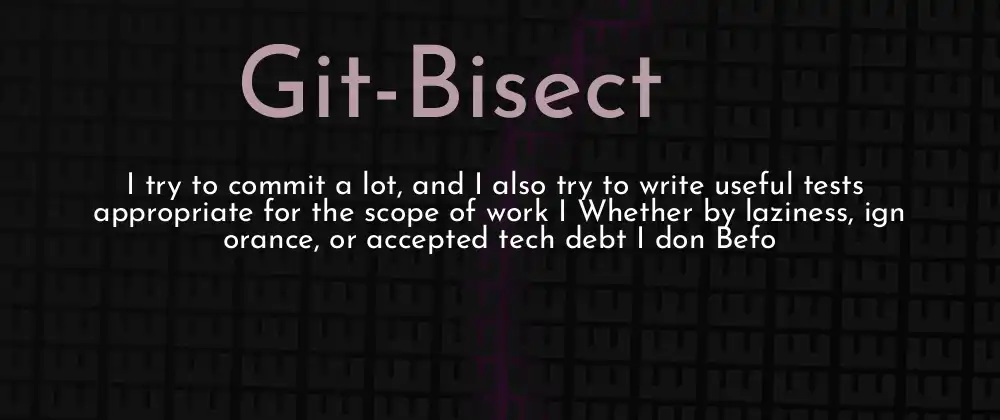 Git-Bisect
I try to commit a lot, and I also try to write useful tests
appropriate for the scope of work I Whether by laziness, ign
orance, or accepted tech debt I don Befo